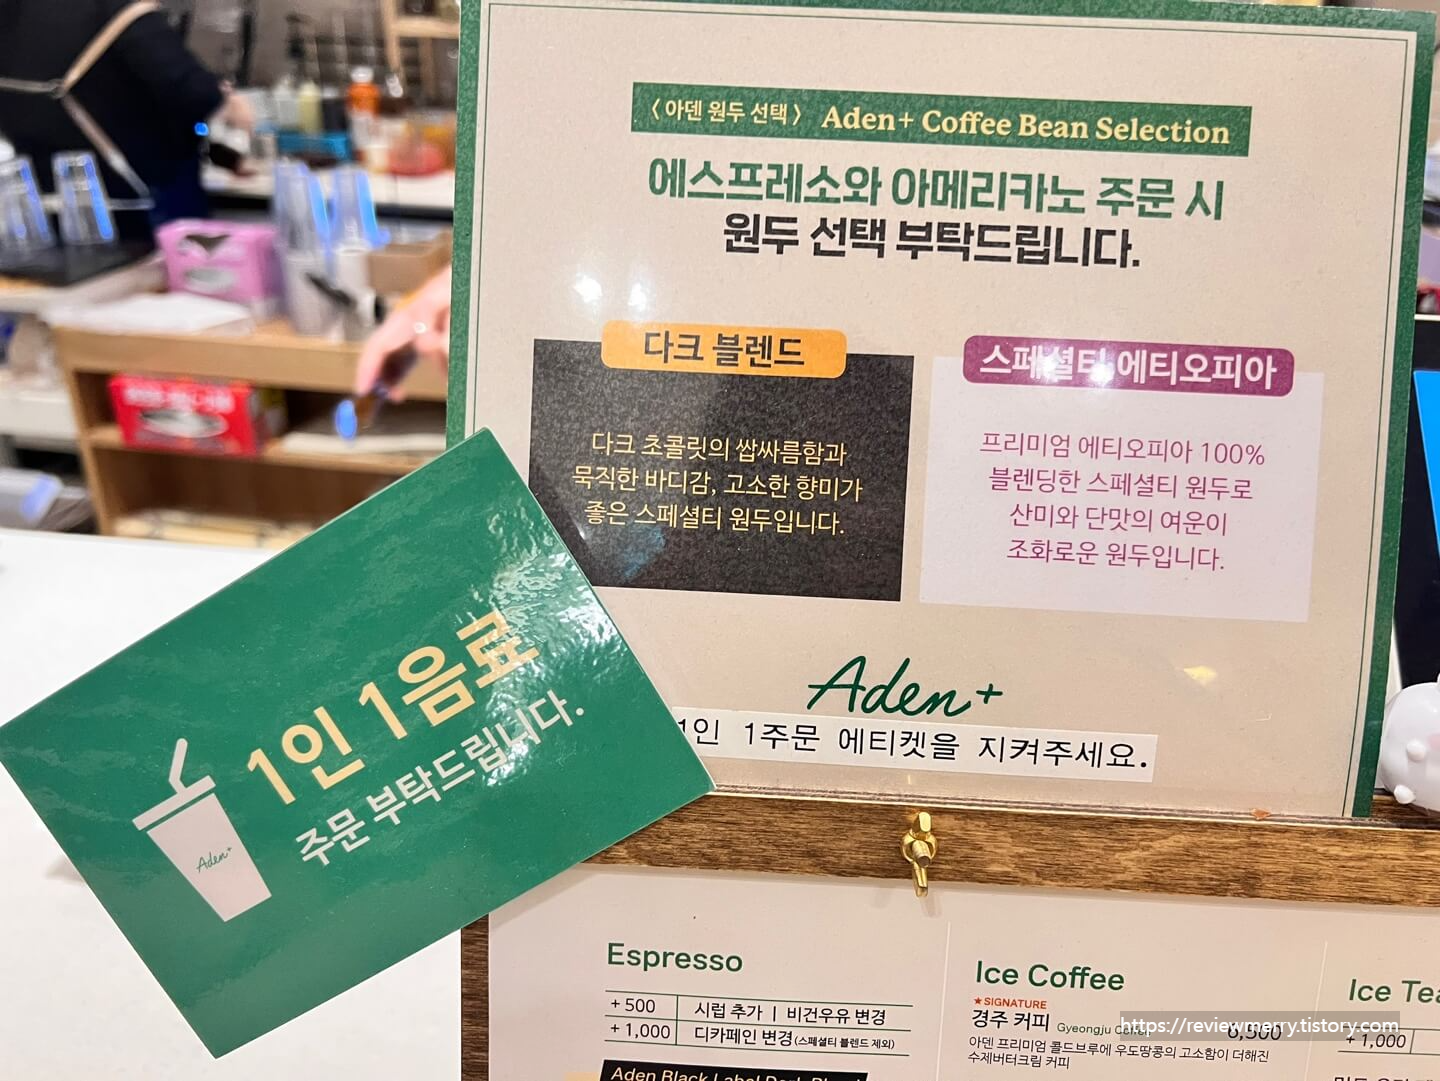 〈 아덴 원두 선택 〉 Aden+ Coffee Bean Selection
에스프레소와 아메리카노 주문 시
원두 선택 부탁드립니다.
다크 블렌드
다크 초콜릿의 쌉싸름함과
묵직한 바디감, 고소한 향미가
좋은 스페셜티 원두입니다.
스페셜티 에티오피아
프리미엄 에티오피아 100%
블렌딩한 스페셜티 원두로
산미와 단맛의 여운이
조화로운 원두입니다.
Aden+
1인 1주문 에티켓을 지켜주세요.
1인 1음료
주문 부탁드립니다.
Aden+
Espresso
+ 500 시럽 추가 | 비건우유 변경
+ 1,000 디카페인 변경 (스페셜티 블렌드 제외)
Aden Black Label Dark Blend
Ice Coffee
★SIGNATURE
경주 커피 Gyeongju Coffee 6,500
아덴 프리미엄 콜드브루에 우도땅콩의 고소함이 더해진
수제버터크림 커피
Ice Tea
+ 1,000
https://reviewmerry.tistory.com